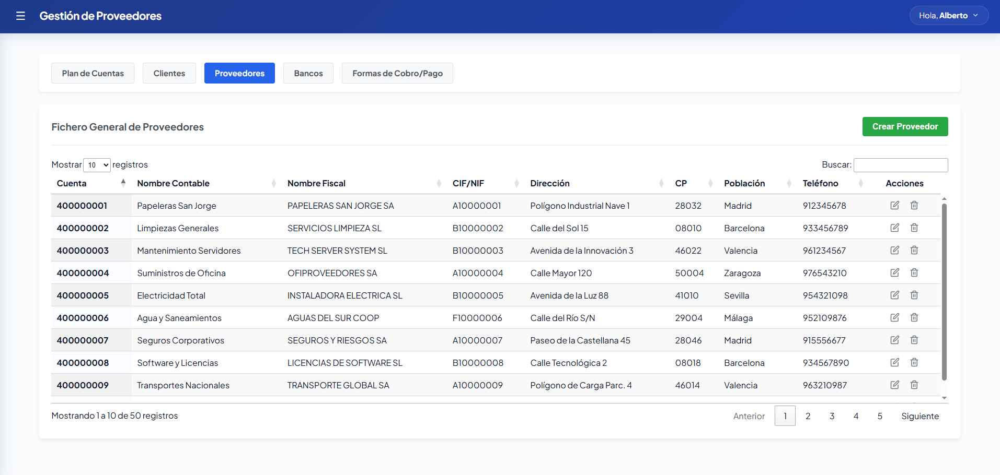 Gestión de Proveedores
Hola, Alberto
Plan de Cuentas Clientes Proveedores Bancos Formas de Cobro/Pago
Fichero General de Proveedores
Crear Proveedor
Mostrar 10 registros
Buscar:
Cuenta Nombre Contable Nombre Fiscal CIF/NIF Dirección CP Población Teléfono Acciones
400000001 Papeleras San Jorge PAPELERAS SAN JORGE SA A10000001 Polígono Industrial Nave 1 28032 Madrid 912345678
400000002 Limpiezas Generales SERVICIOS LIMPIEZA SL B10000002 Calle del Sol 15 08010 Barcelona 933456789
400000003 Mantenimiento Servidores TECH SERVER SYSTEM SL B10000003 Avenida de la Innovación 3 46022 Valencia 961234567
400000004 Suministros de Oficina OFIPROVEEDORES SA A10000004 Calle Mayor 120 50004 Zaragoza 976543210
400000005 Electricidad Total INSTALADORA ELECTRICA SL B10000005 Avenida de la Luz 88 41010 Sevilla 954321098
400000006 Agua y Saneamientos AGUAS DEL SUR COOP F10000006 Calle del Río S/N 29004 Málaga 952109876
400000007 Seguros Corporativos SEGUROS Y RIESGOS SA A10000007 Paseo de la Castellana 45 28046 Madrid 915556677
400000008 Software y Licencias LICENCIAS DE SOFTWARE SL B10000008 Calle Tecnológica 2 08018 Barcelona 934567890
400000009 Transportes Nacionales TRANSPORTE GLOBAL SA A10000009 Polígono de Carga Parc. 4 46014 Valencia 963210987
Mostrando 1 a 10 de 50 registros
Anterior 1 2 3 4 5 Siguiente